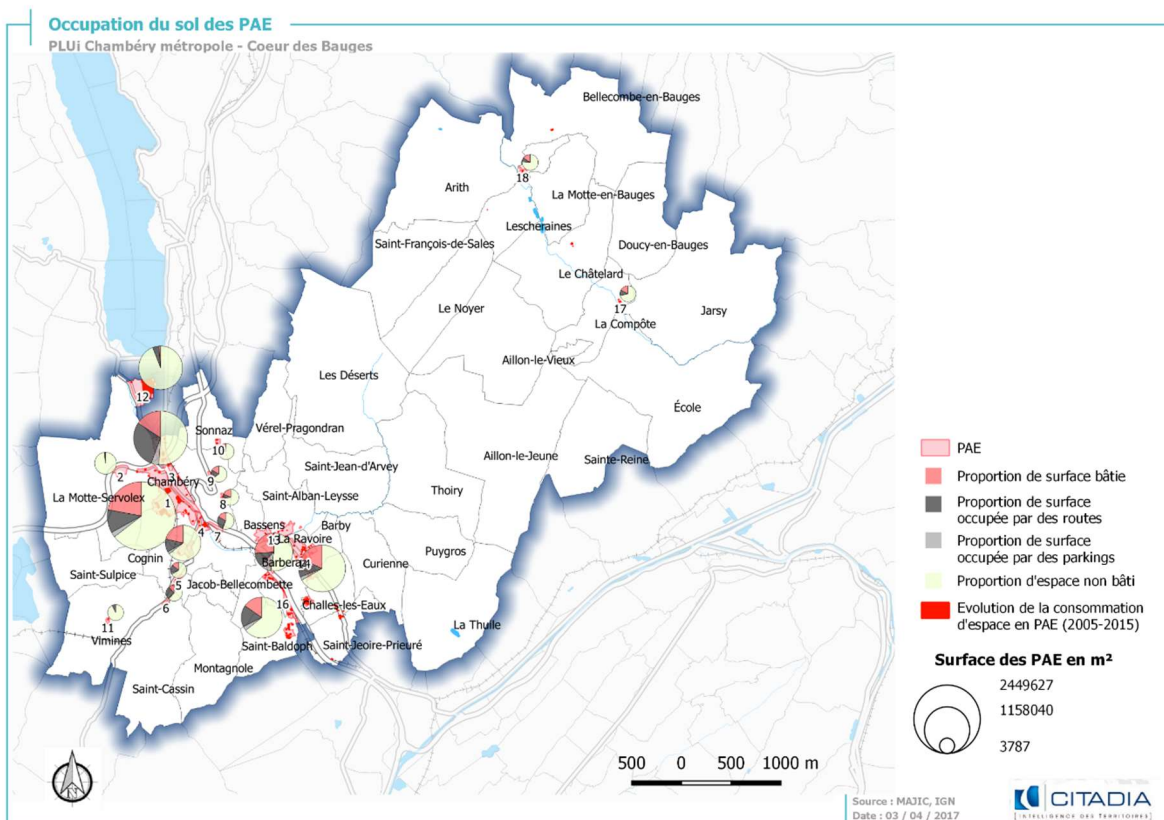 Occupation du sol des PAE
PLUi Chambéry métropole - Coeur des Bauges
Bellecombe-en-Bauges
18
Arith
La Motte-en-Bauges
Lescheraines
Saint-François-de-Sales
Doucy-en-Bauges
Le Châtelard
17
Le Noyer
Jarsy
La Compôte
Aillon-le-Vieux
Les Déserts
12
École
Sonnaz
Vérel-Pragondran
10
Aillon-le-Jeune
Sainte-Reine
Saint-Jean-d'Arvey
2
3
9
Chambéry
Thoiry
La Motte-Servolex
1
8
Saint-Alban-Leysse
4
7
Bassens
Barby
13
La Ravoire
Puygros
Cognin
Barberaz
14
Curienne
Saint-Sulpice
5
Jacob-Bellecombette
6
16
Challes-les-Eaux
11
Vimines
La Thuile
Saint-Baldoph
Saint-Jeoire-Prieuré
Montagnole
Saint-Cassin
PAE
Proportion de surface bâtie
Proportion de surface
occupée par des routes
Proportion de surface
occupée par des parkings
Proportion d'espace non bâti
Evolution de la consommation
d'espace en PAE (2005-2015)
Surface des PAE en m²
2449627
1158040
3787
N
500 0 500 1000 m
Source : MAJIC, IGN
Date : 03 / 04 / 2017
CITADIA
INTELLIGENCE DES TERRITOIRES